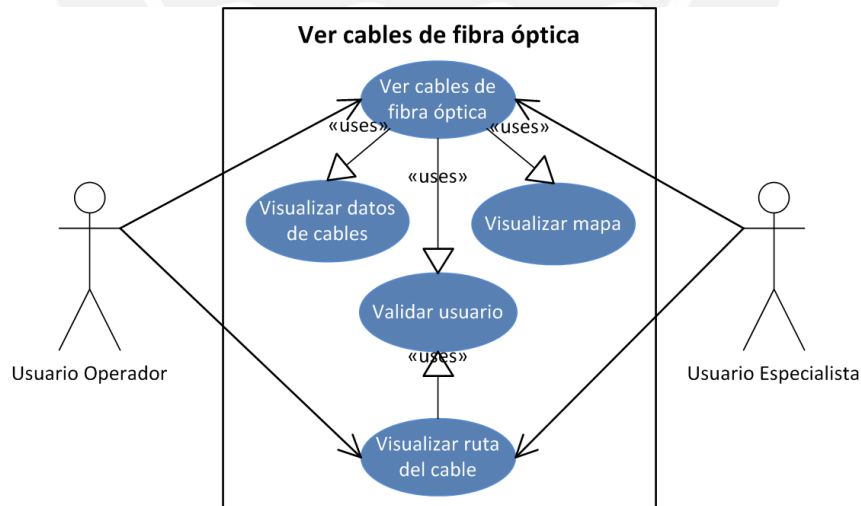 Ver cables de fibra óptica
Ver cables de
fibra óptica
«uses»
«uses»
«uses»
Visualizar datos
de cables
Visualizar mapa
Validar usuario
«uses»
Usuario Operador
Usuario Especialista
Visualizar ruta
del cable